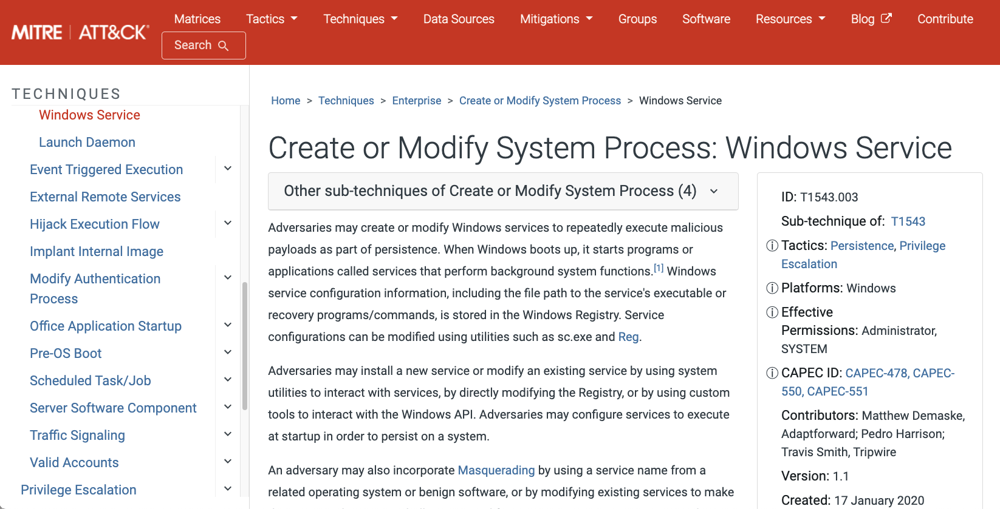 MITRE | ATT&CK®
Matrices
Tactics
Techniques
Data Sources
Mitigations
Groups
Software
Resources
Blog
Contribute
Search
TECHNIQUES
Windows Service
Launch Daemon
Event Triggered Execution
External Remote Services
Hijack Execution Flow
Implant Internal Image
Modify Authentication
Process
Office Application Startup
Pre-OS Boot
Scheduled Task/Job
Server Software Component
Traffic Signaling
Valid Accounts
Privilege Escalation
Home > Techniques > Enterprise > Create or Modify System Process > Windows Service
Create or Modify System Process: Windows Service
Other sub-techniques of Create or Modify System Process (4)
Adversaries may create or modify Windows services to repeatedly execute malicious
payloads as part of persistence. When Windows boots up, it starts programs or
applications called services that perform background system functions.[1] Windows
service configuration information, including the file path to the service's executable or
recovery programs/commands, is stored in the Windows Registry. Service
configurations can be modified using utilities such as sc.exe and Reg.
Adversaries may install a new service or modify an existing service by using system
utilities to interact with services, by directly modifying the Registry, or by using custom
tools to interact with the Windows API. Adversaries may configure services to execute
at startup in order to persist on a system.
An adversary may also incorporate Masquerading by using a service name from a
related operating system or benign software, or by modifying existing services to make
ID: T1543.003
Sub-technique of: T1543
Tactics: Persistence, Privilege
Escalation
Platforms: Windows
Effective
Permissions: Administrator,
SYSTEM
CAPEC ID: CAPEC-478, CAPEC-
550, CAPEC-551
Contributors: Matthew Demaske,
Adaptforward; Pedro Harrison;
Travis Smith, Tripwire
Version: 1.1
Created: 17 January 2020